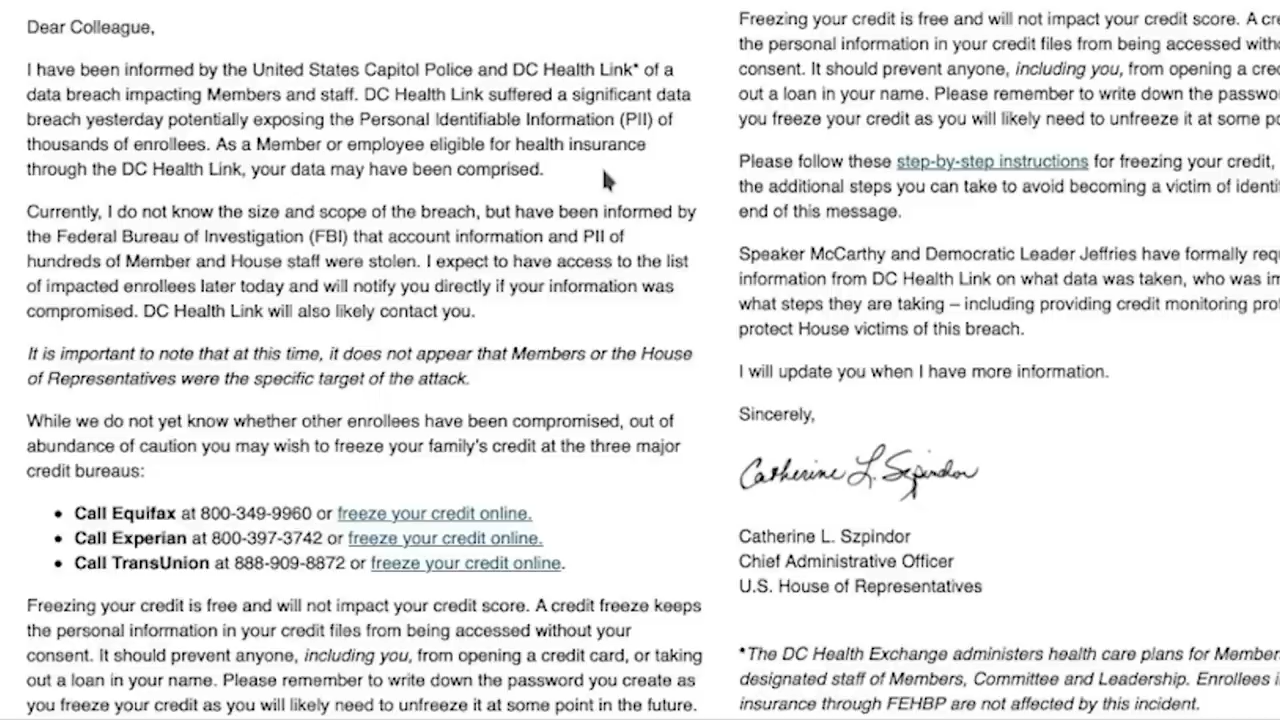 Dear Colleague,
I have been informed by the United States Capitol Police and DC Health Link* of a
data breach impacting Members and staff. DC Health Link suffered a significant data
breach yesterday potentially exposing the Personal Identifiable Information (PII) of
thousands of enrollees. As a Member or employee eligible for health insurance
through the DC Health Link, your data may have been comprised.
Currently, I do not know the size and scope of the breach, but have been informed by
the Federal Bureau of Investigation (FBI) that account information and PII of
hundreds of Member and House staff were stolen. I expect to have access to the list
of impacted enrollees later today and will notify you directly if your information was
compromised. DC Health Link will also likely contact you.
It is important to note that at this time, it does not appear that Members or the House
of Representatives were the specific target of the attack.
While we do not yet know whether other enrollees have been compromised, out of
abundance of caution you may wish to freeze your family's credit at the three major
credit bureaus:
• Call Equifax at 800-349-9960 or freeze your credit online.
• Call Experian at 800-397-3742 or freeze your credit online.
• Call TransUnion at 888-909-8872 or freeze your credit online.
Freezing your credit is free and will not impact your credit score. A credit freeze keeps
the personal information in your credit files from being accessed without your
consent. It should prevent anyone, including you, from opening a credit card, or taking
out a loan in your name. Please remember to write down the password you create as
you freeze your credit as you will likely need to unfreeze it at some point in the future.
Freezing your credit is free and will not impact your credit score. A cre
the personal information in your credit files from being accessed witho
consent. It should prevent anyone, including you, from opening a cred
out a loan in your name. Please remember to write down the passwor
you freeze your credit as you will likely need to unfreeze it at some po
Please follow these step-by-step instructions for freezing your credit,
the additional steps you can take to avoid becoming a victim of identi
end of this message.
Speaker McCarthy and Democratic Leader Jeffries have formally requ
information from DC Health Link on what data was taken, who was im
what steps they are taking – including providing credit monitoring pro
protect House victims of this breach.
I will update you when I have more information.
Sincerely,
Catherine L. Szpindor
Catherine L. Szpindor
Chief Administrative Officer
U.S. House of Representatives
*The DC Health Exchange administers health care plans for Member
designated staff of Members, Committee and Leadership. Enrollees i
insurance through FEHBP are not affected by this incident.